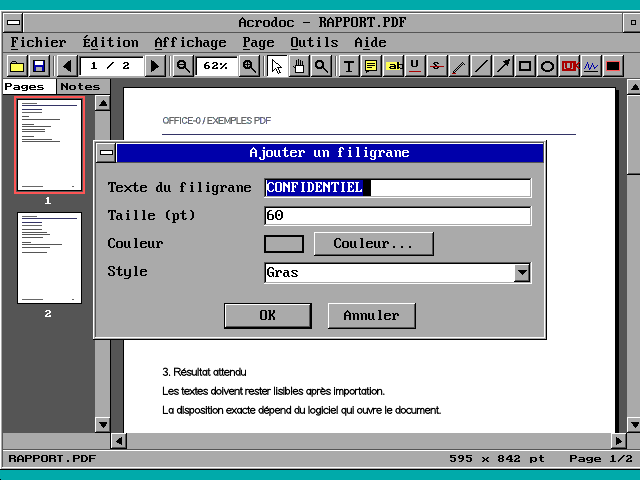 Acrodoc - RAPPORT.PDF
Fichier Édition Affichage Page Outils Aide
1 / 2 62% T ab U S
Pages Notes
OFFICE-0 / EXEMPLES PDF
Ajouter un filigrane
Texte du filigrane CONFIDENTIEL
Taille (pt) 60
Couleur Couleur...
Style Gras
OK Annuler
1
2
3. Résultat attendu
Les textes doivent rester lisibles après importation.
La disposition exacte dépend du logiciel qui ouvre le document.
RAPPORT.PDF 595 x 842 pt Page 1/2